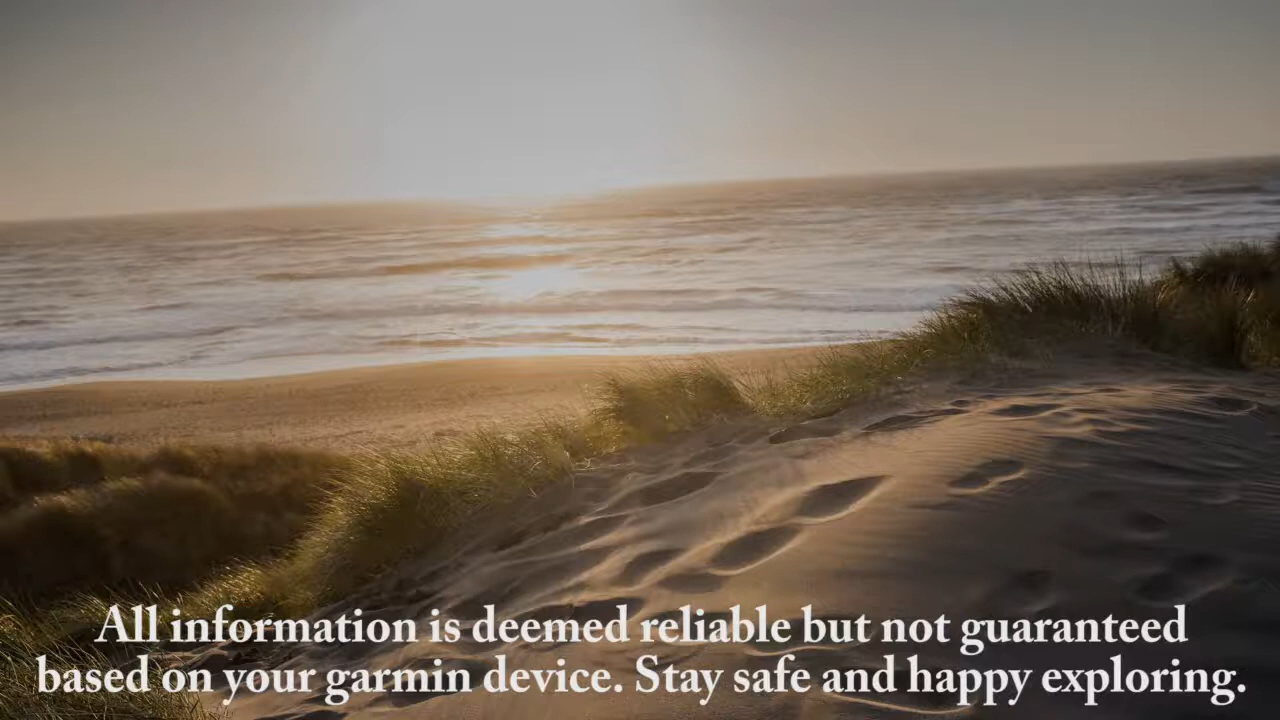 All information is deemed reliable but not guaranteed
based on your garmin device. Stay safe and happy exploring.